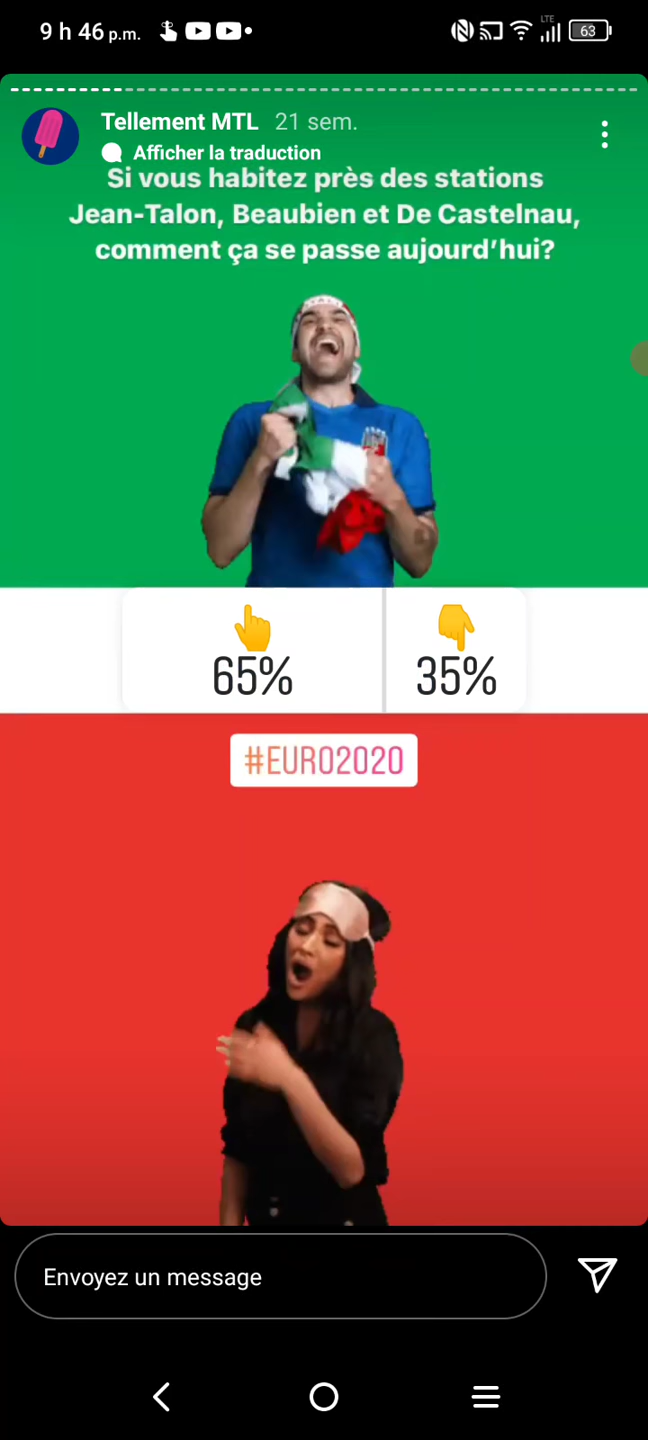 9 h 46 p.m.
LTE
63
Tellement MTL 21 sem.
Afficher la traduction
Si vous habitez près des stations
Jean-Talon, Beaubien et De Castelnau,
comment ça se passe aujourd'hui?
65% 35%
#EURO2020
Envoyez un message